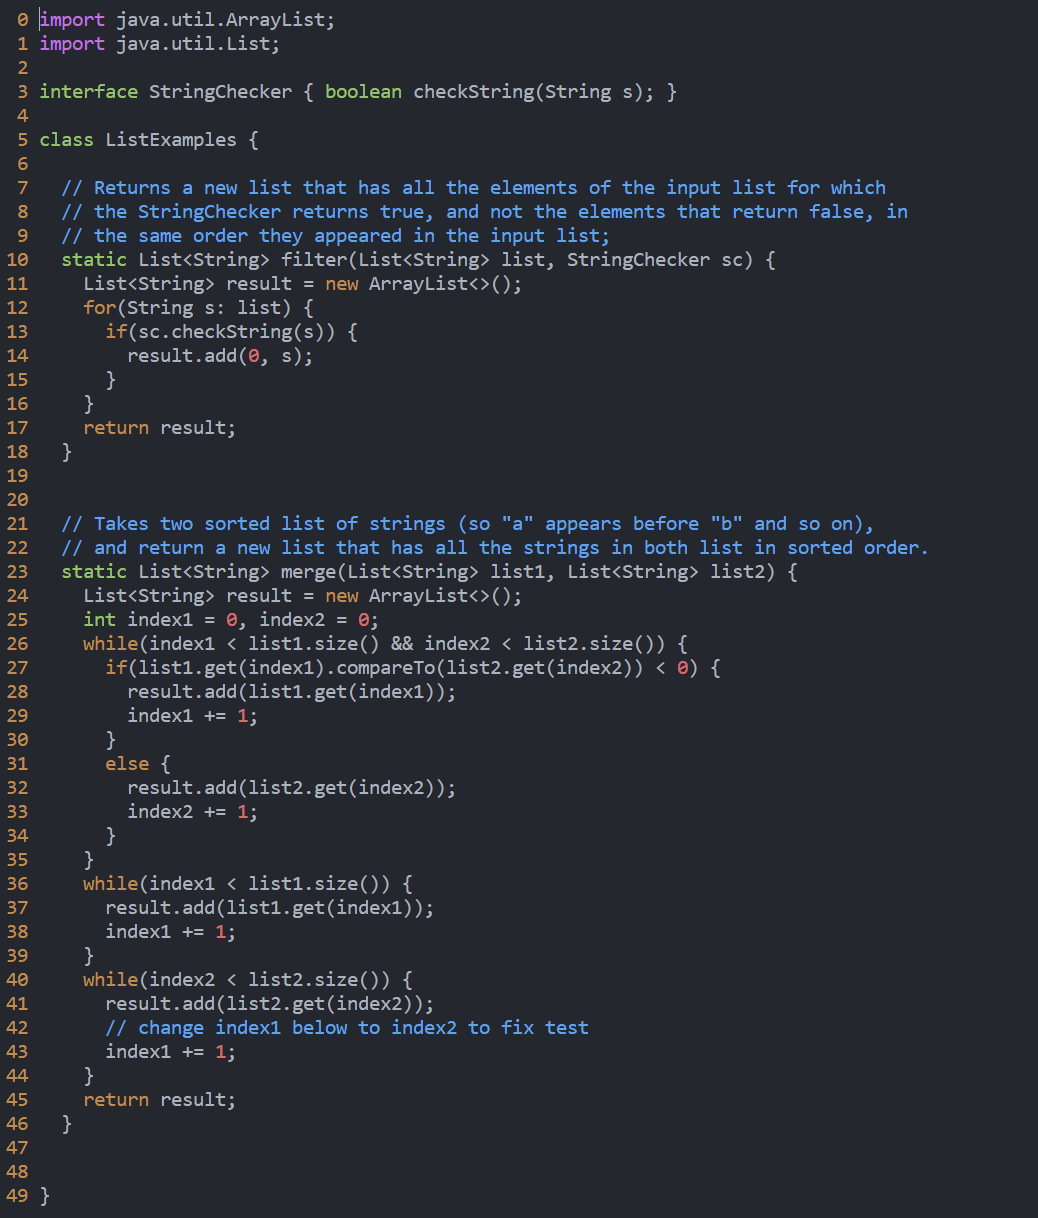 0 import java.util.ArrayList;
1 import java.util.List;
2
3 interface StringChecker { boolean checkString(String s); }
4
5 class ListExamples {
6
7   // Returns a new list that has all the elements of the input list for which
8   // the StringChecker returns true, and not the elements that return false, in
9   // the same order they appeared in the input list;
10   static List<String> filter(List<String> list, StringChecker sc) {
11     List<String> result = new ArrayList<>();
12     for(String s: list) {
13       if(sc.checkString(s)) {
14         result.add(0, s);
15       }
16     }
17     return result;
18   }
19
20
21   // Takes two sorted list of strings (so "a" appears before "b" and so on),
22   // and return a new list that has all the strings in both list in sorted order.
23   static List<String> merge(List<String> list1, List<String> list2) {
24     List<String> result = new ArrayList<>();
25     int index1 = 0, index2 = 0;
26     while(index1 < list1.size() && index2 < list2.size()) {
27       if(list1.get(index1).compareTo(list2.get(index2)) < 0) {
28         result.add(list1.get(index1));
29         index1 += 1;
30       }
31       else {
32         result.add(list2.get(index2));
33         index2 += 1;
34       }
35     }
36     while(index1 < list1.size()) {
37       result.add(list1.get(index1));
38       index1 += 1;
39     }
40     while(index2 < list2.size()) {
41       result.add(list2.get(index2));
42       // change index1 below to index2 to fix test
43       index1 += 1;
44     }
45     return result;
46   }
47
48
49 }